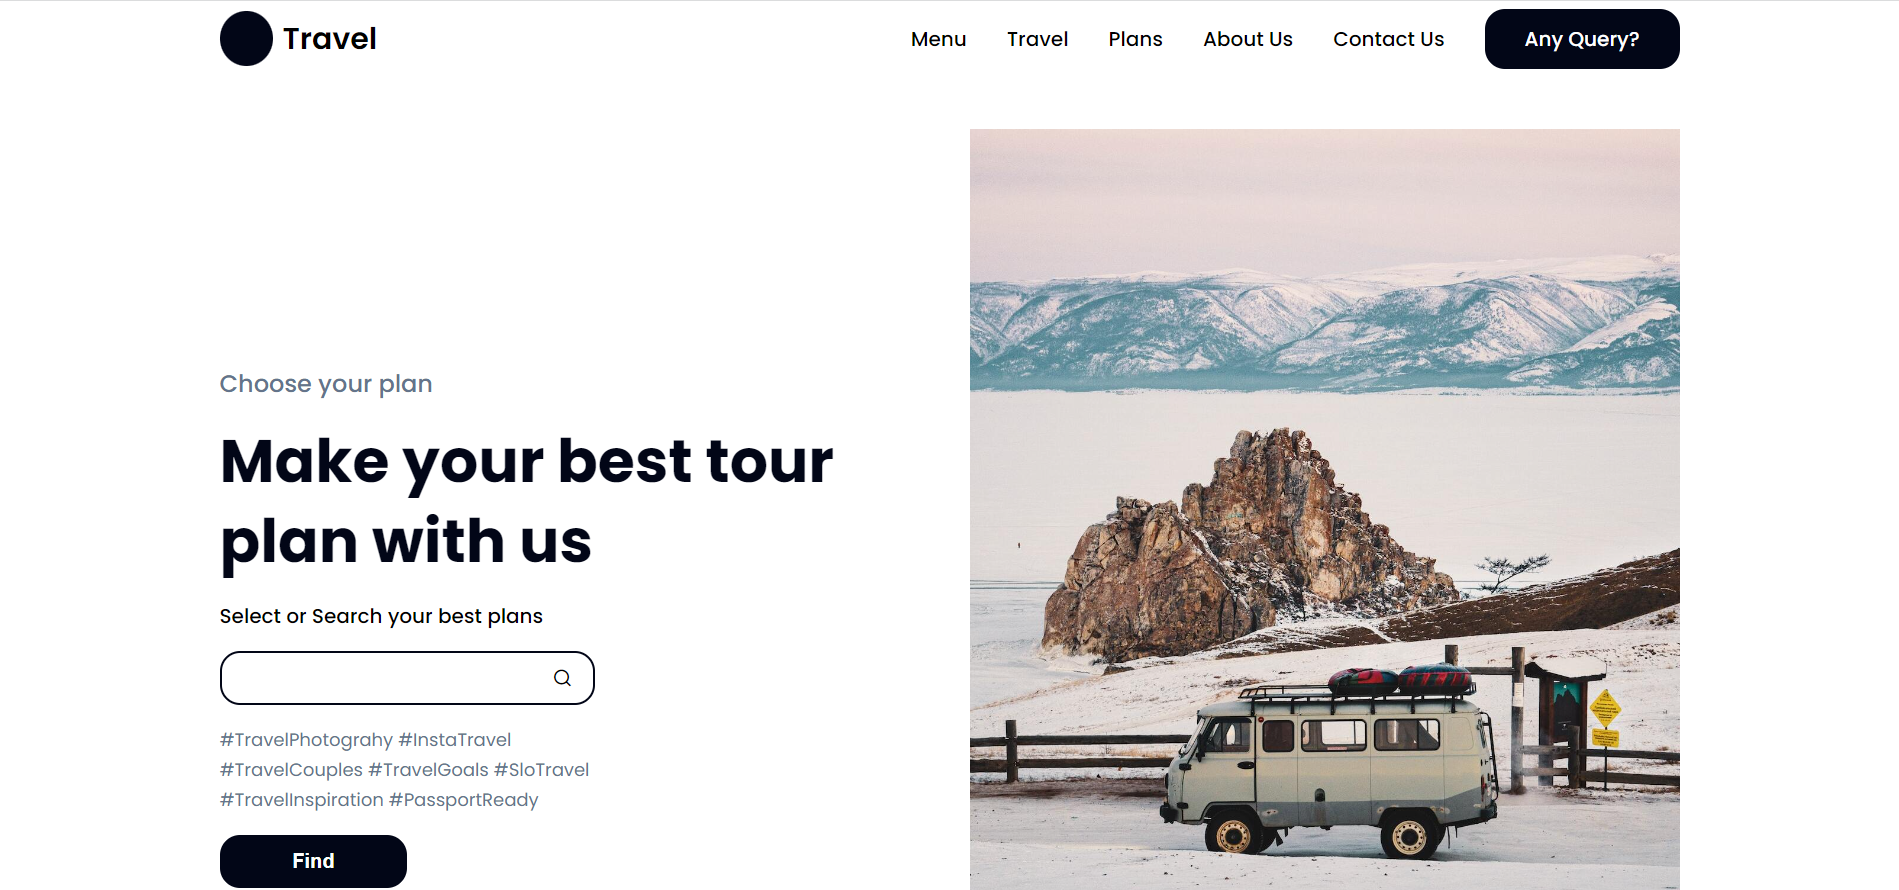 Travel
Menu Travel Plans About Us Contact Us Any Query?
Choose your plan
Make your best tour
plan with us
Select or Search your best plans
#TravelPhotograhy #InstaTravel
#TravelCouples #TravelGoals #SloTravel
#TravelInspiration #PassportReady
Find